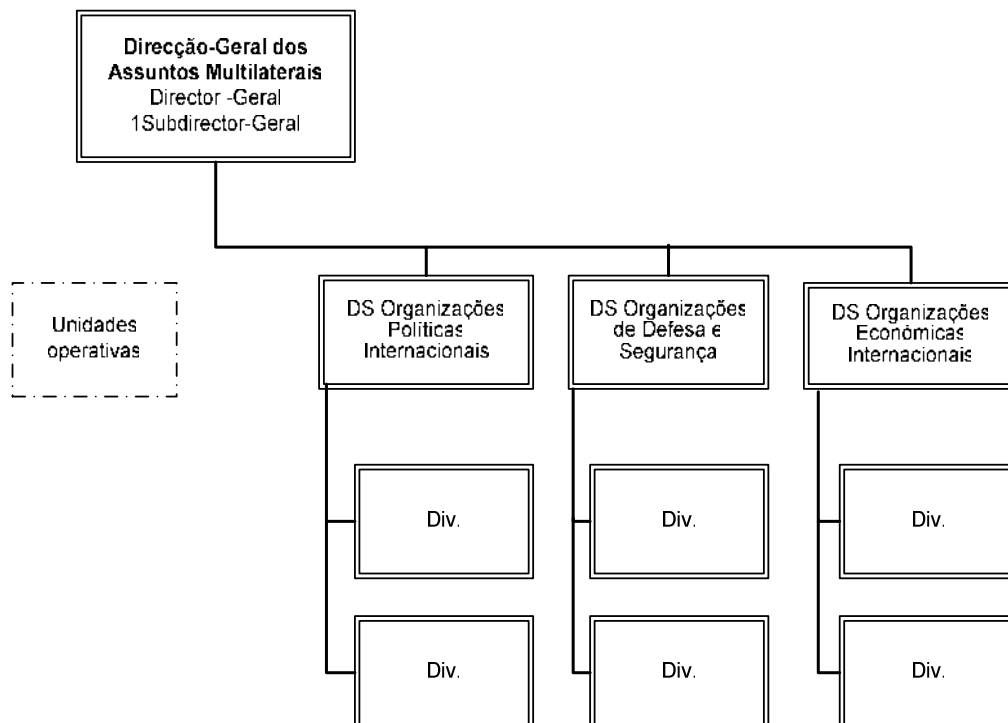 Direcção-Geral dos
Assuntos Multilaterais
Director -Geral
1Subdirector-Geral
Unidades
operativas
DS Organizações
Políticas
Internacionais
DS Organizações
de Defesa e
Segurança
DS Organizações
Económicas
Internacionais
Div.
Div.
Div.
Div.
Div.
Div.